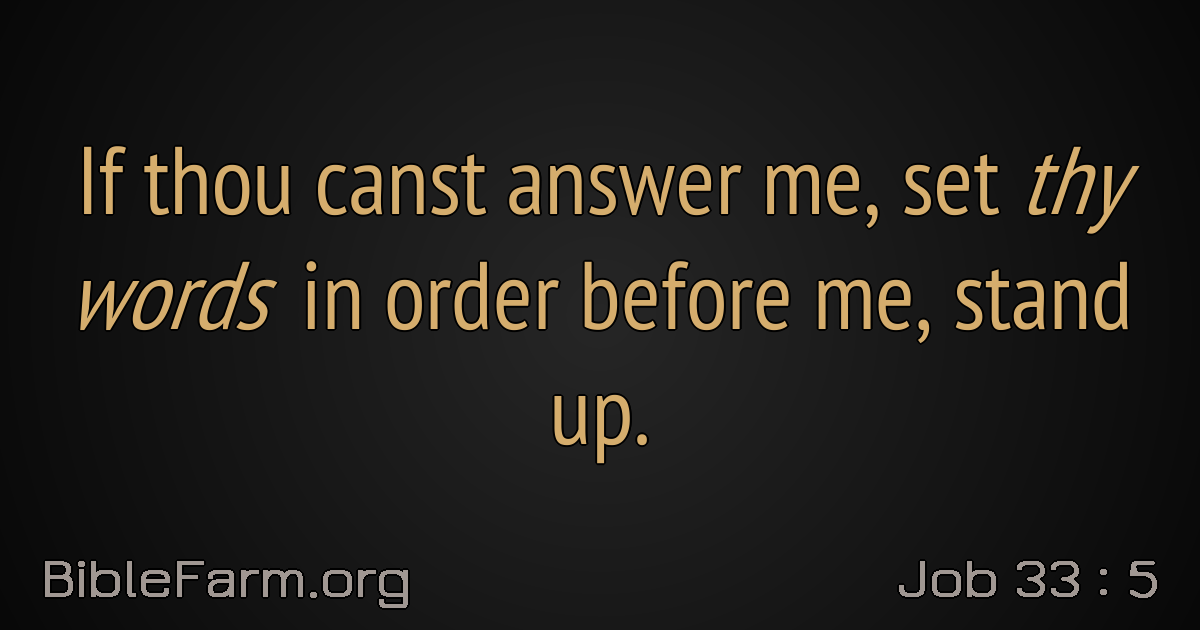 If thou canst answer me, set thy
words in order before me, stand
up.
BibleFarm.org
Job 33 : 5